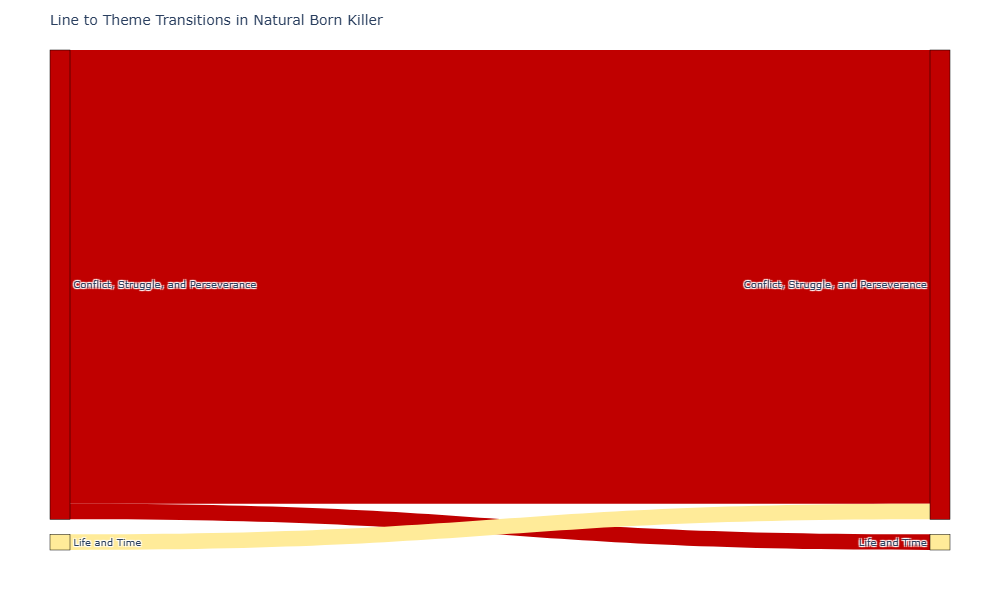 Line to Theme Transitions in Natural Born Killer
Conflict, Struggle, and Perseverance
Conflict, Struggle, and Perseverance
Life and Time
Life and Time